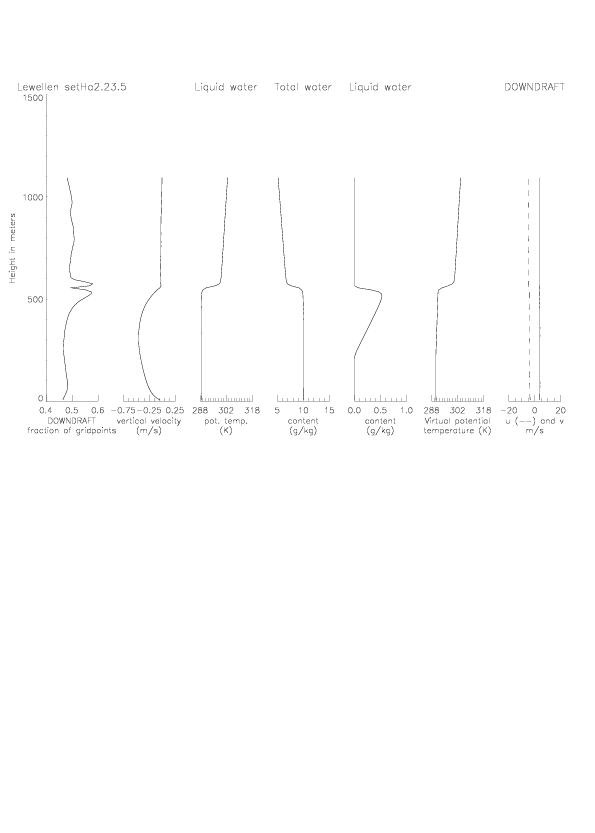 Lewellen setHa2.23.5 Liquid water Total water Liquid water DOWNDRAFT
1500
1000
Height in meters
500
0
0.4 0.5 0.6 -0.75 -0.25 0.25 288 302 318 5 10 15 0.0 0.5 1.0 288 302 318 -20 0 20
DOWNDRAFT vertical velocity pot. temp. content content Virtual potential u (--) and v
fraction of gridpoints (m/s) (K) (g/kg) (g/kg) temperature (K) m/s